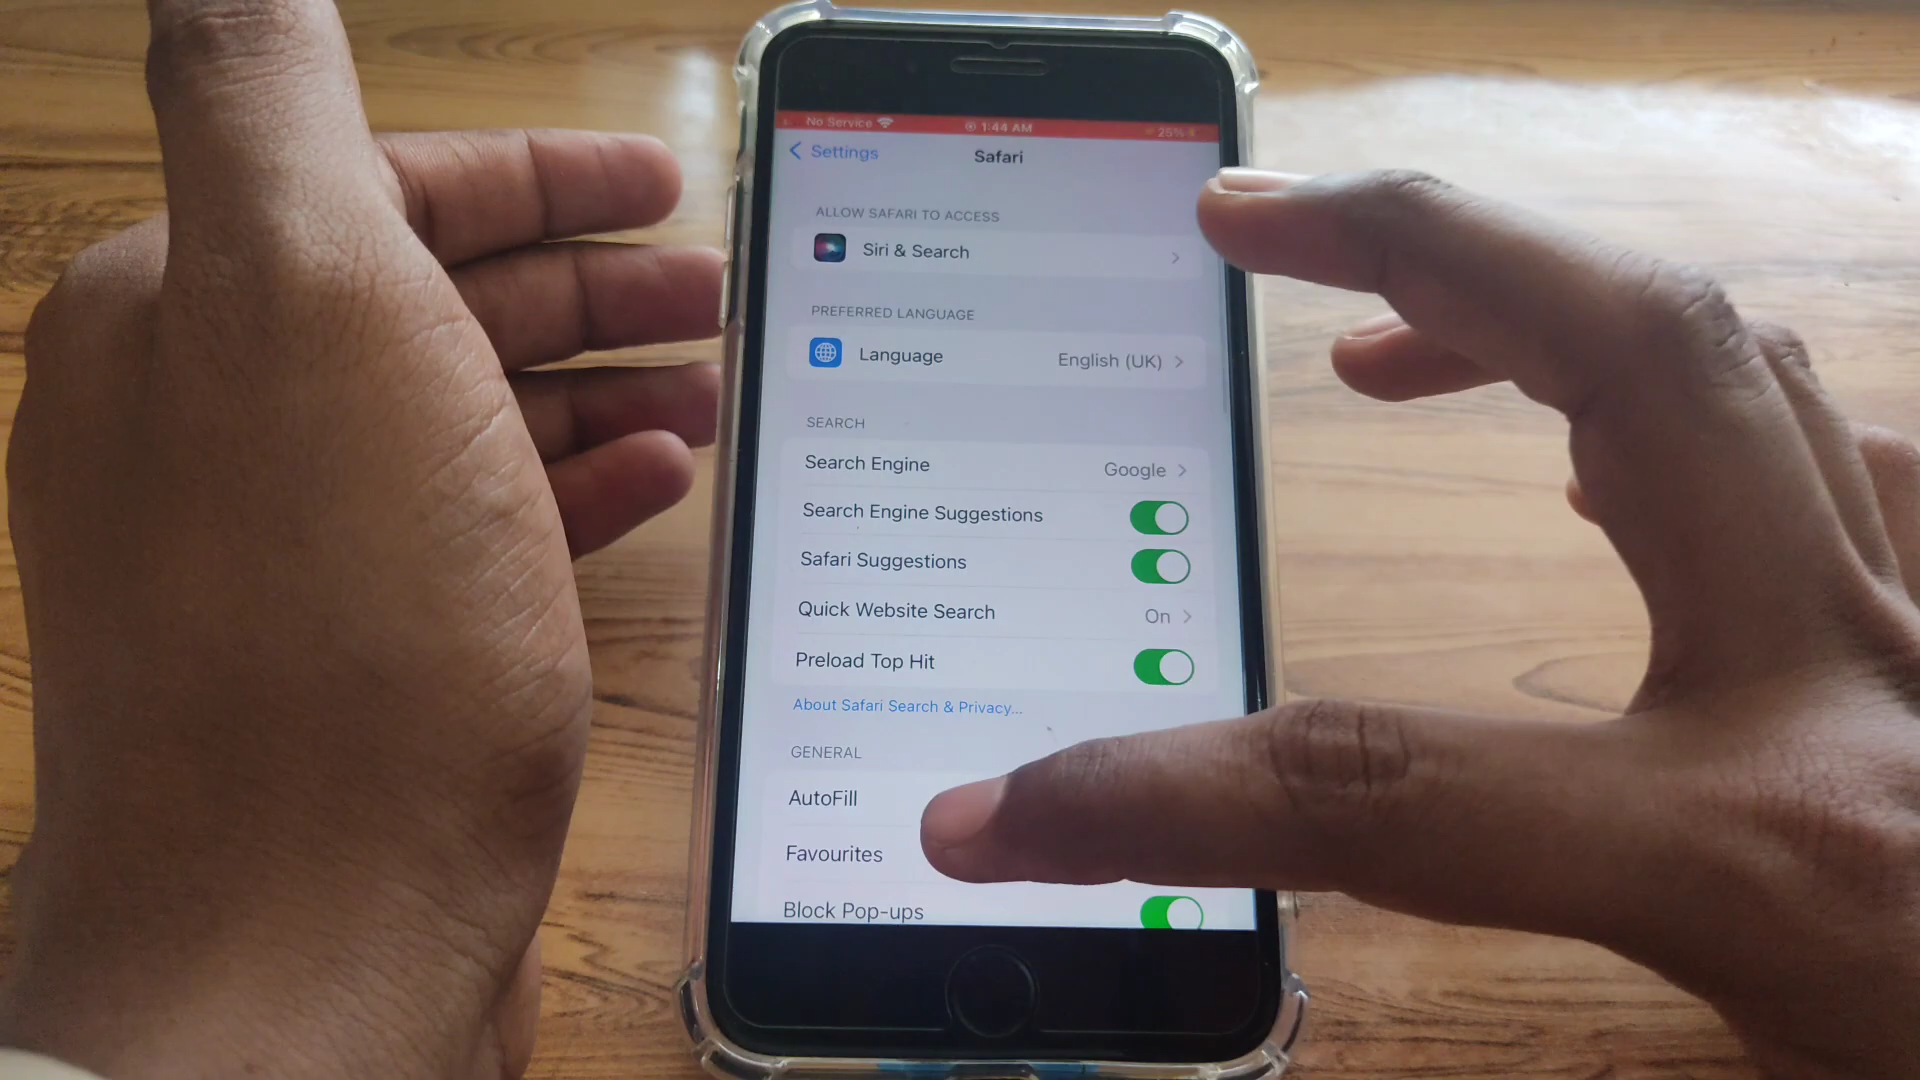 No Service 1:44 AM 25%
Settings Safari
ALLOW SAFARI TO ACCESS
Siri & Search
PREFERRED LANGUAGE
Language English (UK)
SEARCH
Search Engine Google
Search Engine Suggestions
Safari Suggestions
Quick Website Search On
Preload Top Hit
About Safari Search & Privacy...
GENERAL
AutoFill
Favourites
Block Pop-ups